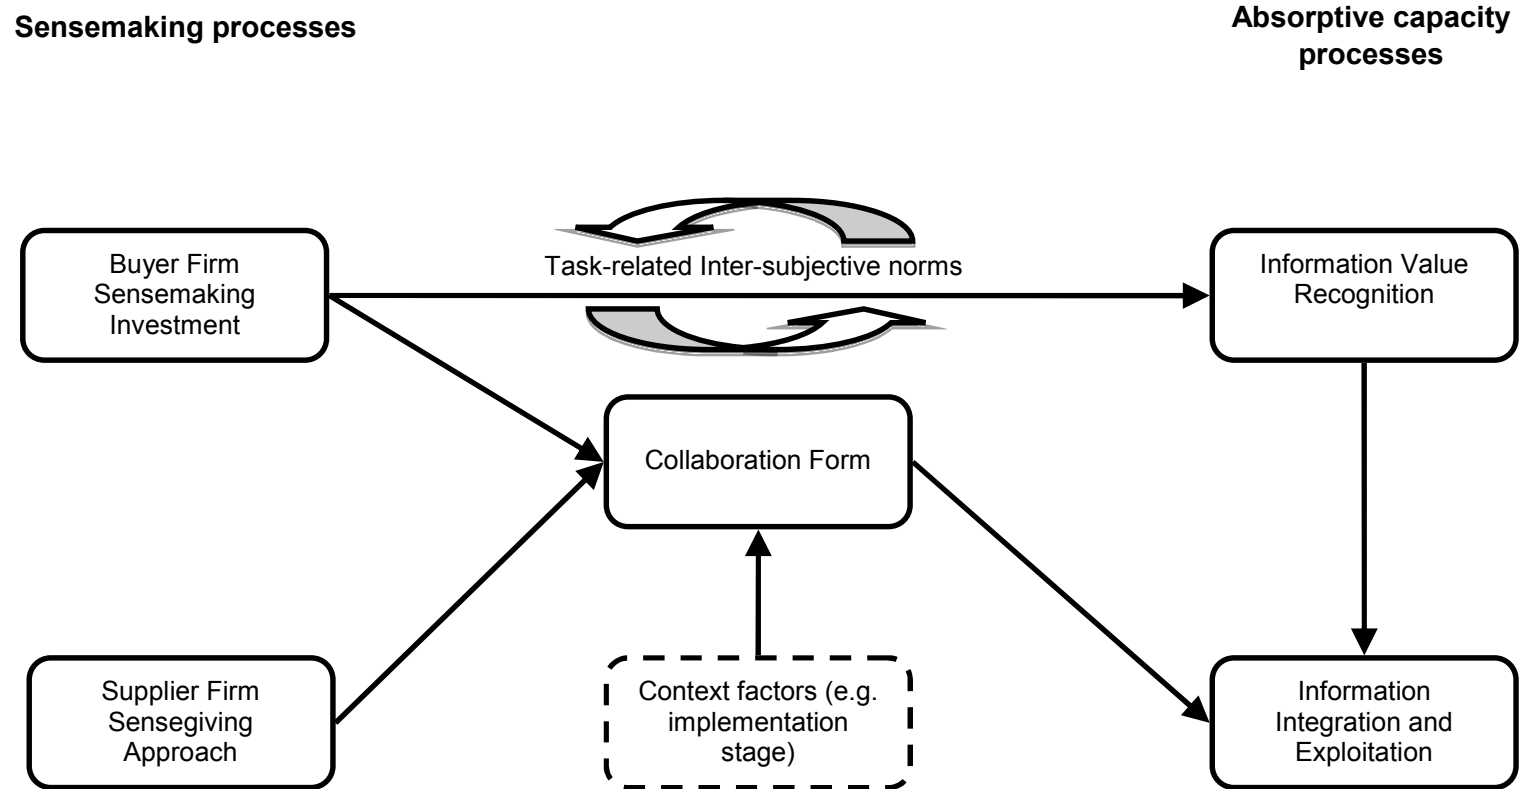 Sensemaking processes
Absorptive capacity
processes
Task-related Inter-subjective norms
Buyer Firm
Sensemaking
Investment
Information Value
Recognition
Collaboration Form
Supplier Firm
Sensegiving
Approach
Context factors (e.g.
implementation
stage)
Information
Integration and
Exploitation